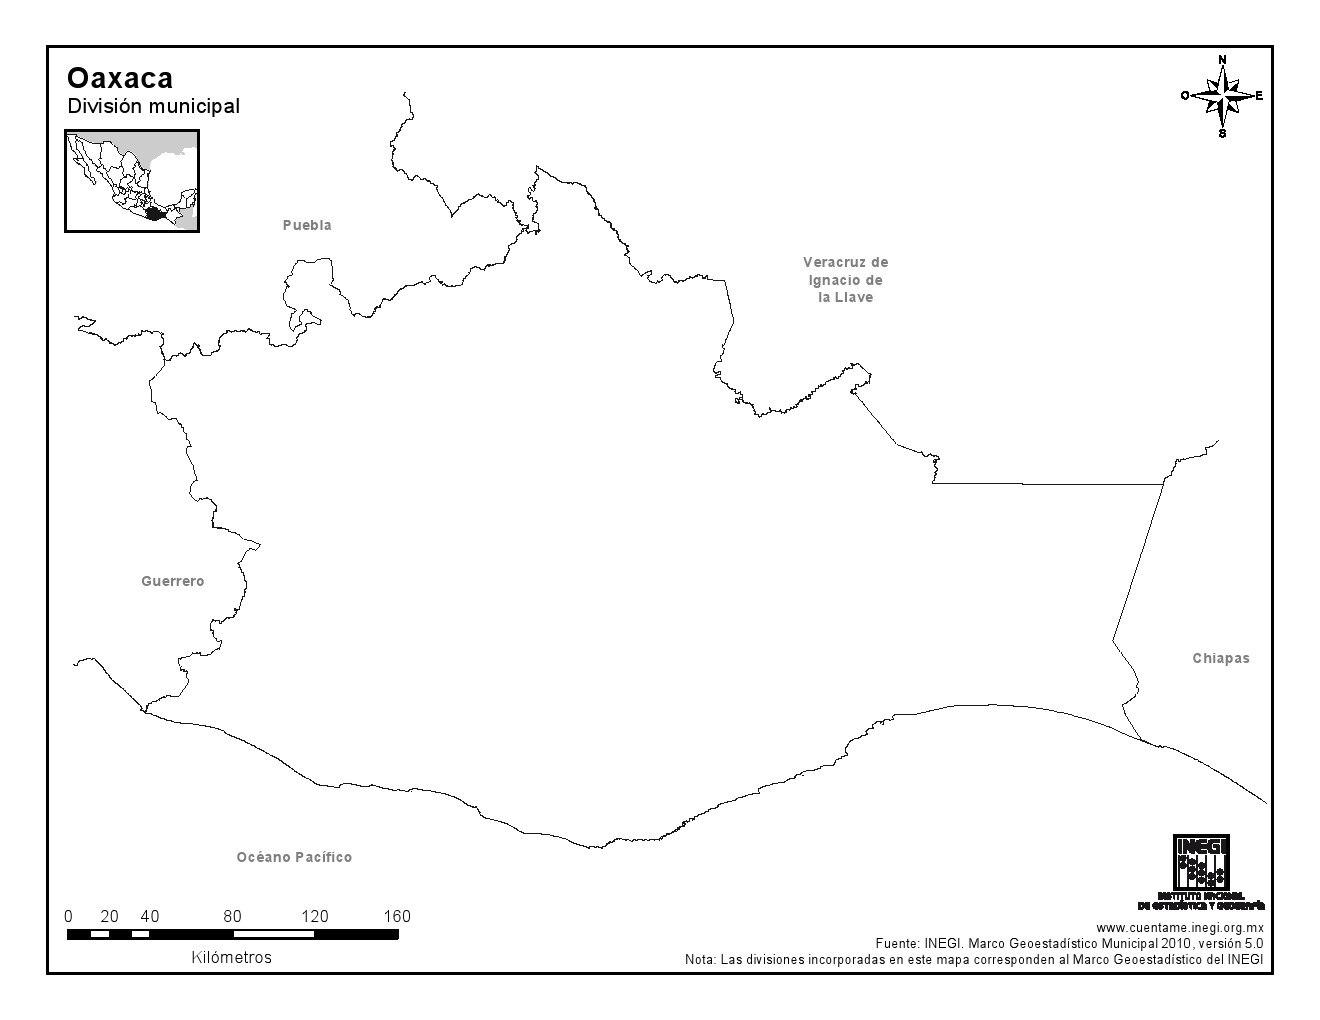 Oaxaca
División municipal
N
O
E
S
Puebla
Veracruz de
Ignacio de
la Llave
Guerrero
Chiapas
Océano Pacífico
INEGI
INSTITUTO NACIONAL
DE ESTADÍSTICA Y GEOGRAFÍA
0 20 40 80 120 160
Kilómetros
www.cuentame.inegi.org.mx
Fuente: INEGI. Marco Geoestadístico Municipal 2010, versión 5.0
Nota: Las divisiones incorporadas en este mapa corresponden al Marco Geoestadístico del INEGI